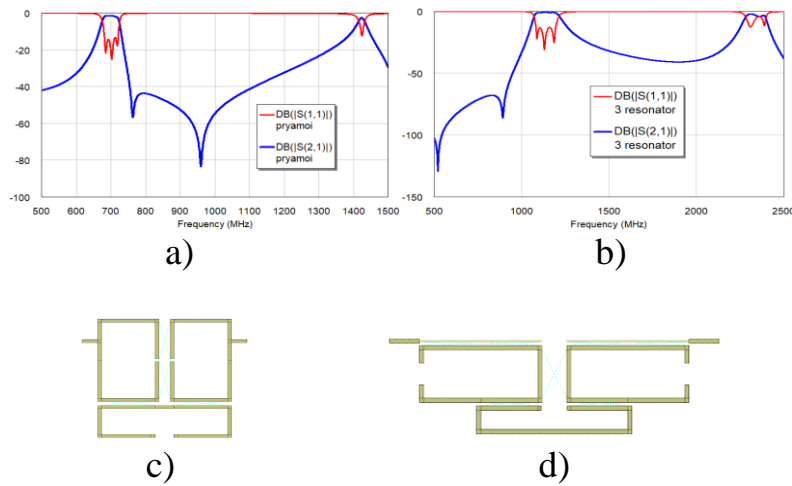 0
-20
-40
-60
-80
-100
500 600 700 800 900 1000 1100 1200 1300 1400 1500
Frequency (MHz)
DB(|S(1,1)|)
pryamoi
DB(|S(2,1)|)
pryamoi
a)
0
-50
-100
-150
500 1000 1500 2000 2500
Frequency (MHz)
DB(|S(1,1)|)
3 resonator
DB(|S(2,1)|)
3 resonator
b)
c)
d)